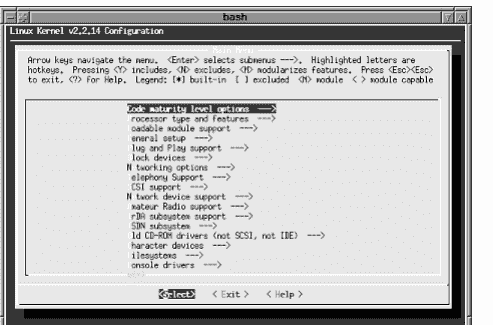 bash
Linux Kernel v2.2.14 Configuration
Main Menu
Arrow keys navigate the menu. <Enter> selects submenus --->. Highlighted letters are
hotkeys. Pressing <Y> includes, <N> excludes, <M> modularizes features. Press <Esc><Esc>
to exit, <?> for Help. Legend: [*] built-in [ ] excluded <M> module < > module capable
Code maturity level options --->
rocessor type and features --->
oadable module support --->
eneral setup --->
lug and Play support --->
lock devices --->
N tworking options --->
elephony Support --->
CSI support --->
N twork device support --->
mateur Radio support --->
rDA subsystem support --->
SDN subsystem --->
ld CD-ROM drivers (not SCSI, not IDE) --->
haracter devices --->
ilesystems --->
onsole drivers --->
<Select> < Exit > < Help >